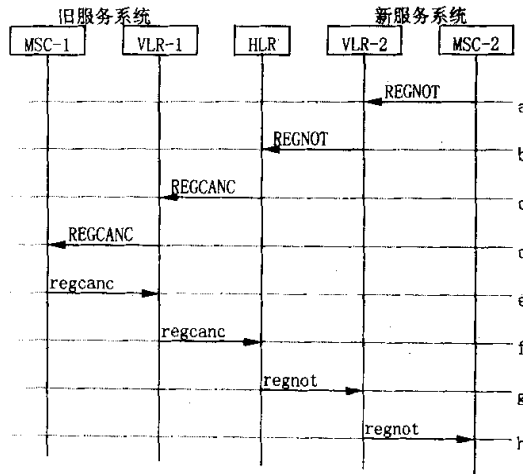 旧服务系统 新服务系统
MSC-1 VLR-1 HLR VLR-2 MSC-2
REGNOT a
REGNOT b
REGCANC c
REGCANC d
regcanc e
regcanc f
regnot g
regnot h